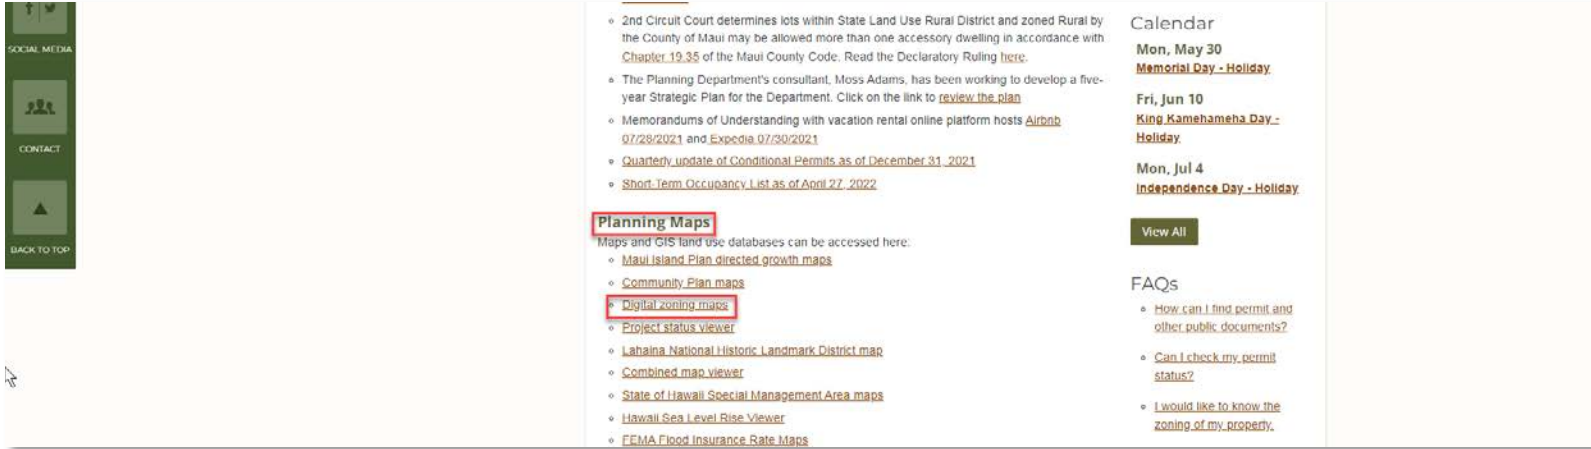 SOCIAL MEDIA
CONTACT
BACK TO TOP
2nd Circuit Court determines lots within State Land Use Rural District and zoned Rural by
the County of Maui may be allowed more than one accessory dwelling in accordance with
Chapter 19.35 of the Maui County Code. Read the Declaratory Ruling here.
The Planning Department's consultant, Moss Adams, has been working to develop a five-
year Strategic Plan for the Department. Click on the link to review the plan
Memorandums of Understanding with vacation rental online platform hosts Airbnb
07/28/2021 and Expedia 07/30/2021
Quarterly update of Conditional Permits as of December 31, 2021
Short-Term Occupancy List as of April 27, 2022
Planning Maps
Maps and GIS land use databases can be accessed here:
Maui Island Plan directed growth maps
Community Plan maps
Digital zoning maps
Project status viewer
Lahaina National Historic Landmark District map
Combined map viewer
State of Hawaii Special Management Area maps
Hawaii Sea Level Rise Viewer
FEMA Flood Insurance Rate Maps
Calendar
Mon, May 30
Memorial Day - Holiday
Fri, Jun 10
King Kamehameha Day -
Holiday
Mon, Jul 4
Independence Day - Holiday
View All
FAQs
How can I find permit and
other public documents?
Can I check my permit
status?
I would like to know the
zoning of my property.